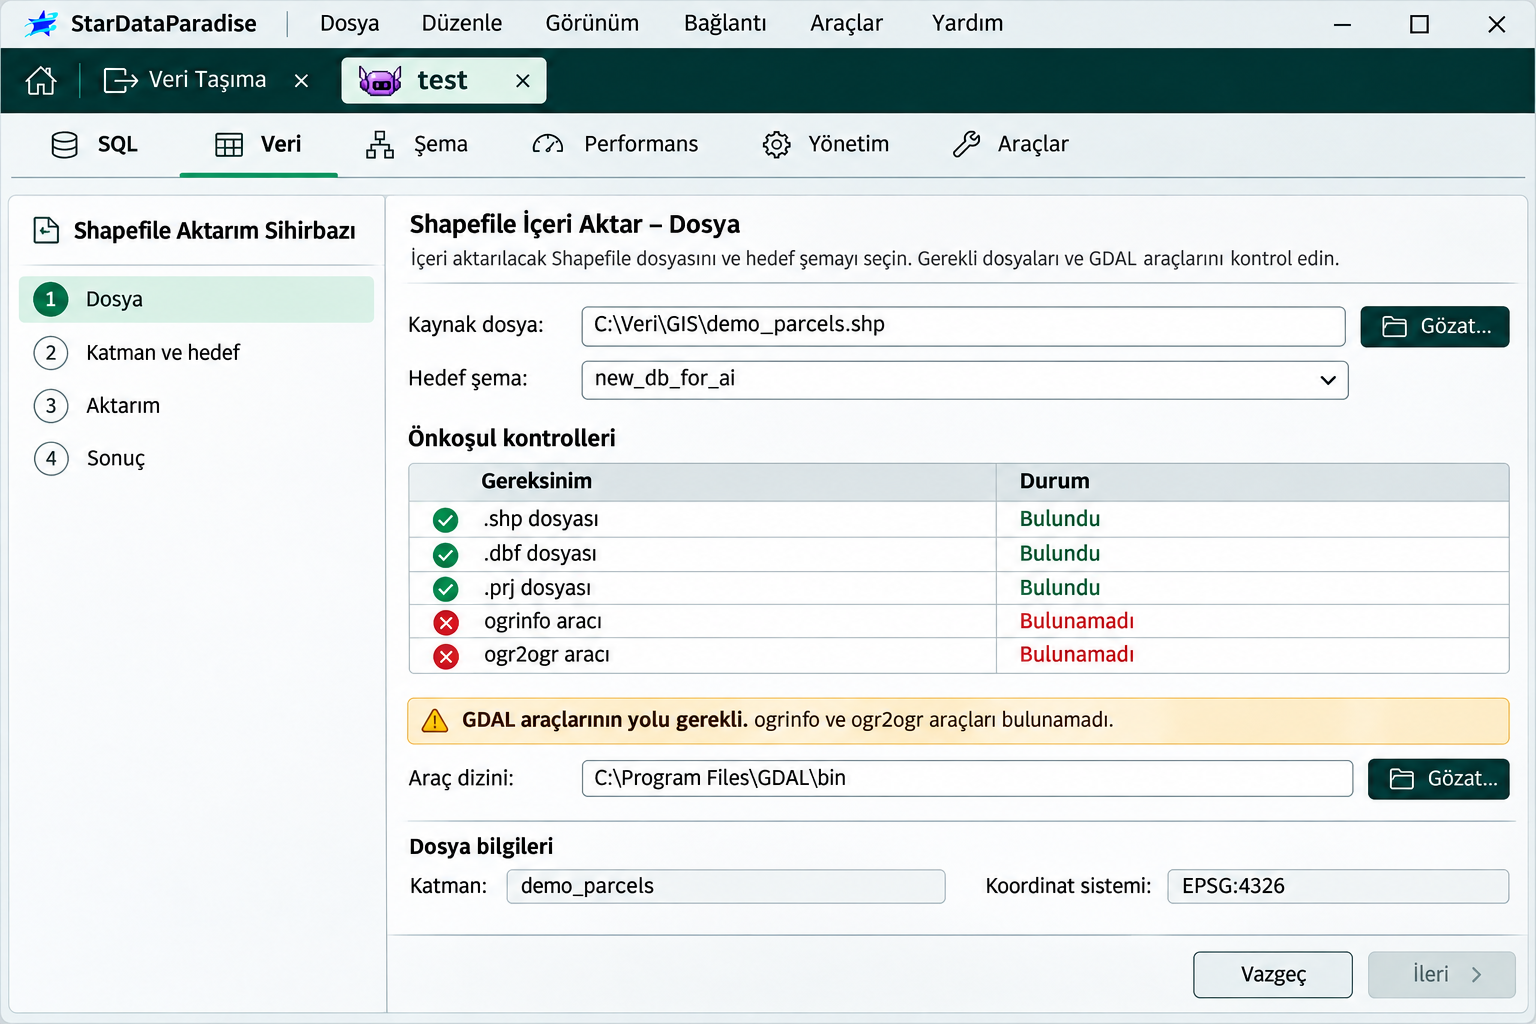 StarDataParadise Dosya Düzenle Görünüm Bağlantı Araçlar Yardım
Veri Taşıma test
SQL Veri Şema Performans Yönetim Araçlar
Shapefile Aktarım Sihirbazı
1 Dosya
2 Katman ve hedef
3 Aktarım
4 Sonuç
Shapefile İçeri Aktar – Dosya
İçeri aktarılacak Shapefile dosyasını ve hedef şemayı seçin. Gerekli dosyaları ve GDAL araçlarını kontrol edin.
Kaynak dosya: C:\Veri\GIS\demo_parcels.shp Gözat...
Hedef şema: new_db_for_ai
Önkoşul kontrolleri
Gereksinim Durum
.shp dosyası Bulundu
.dbf dosyası Bulundu
.prj dosyası Bulundu
ogrinfo aracı Bulunamadı
ogr2ogr aracı Bulunamadı
GDAL araçlarının yolu gerekli. ogrinfo ve ogr2ogr araçları bulunamadı.
Araç dizini: C:\Program Files\GDAL\bin Gözat...
Dosya bilgileri
Katman: demo_parcels Koordinat sistemi: EPSG:4326
Vazgeç İleri